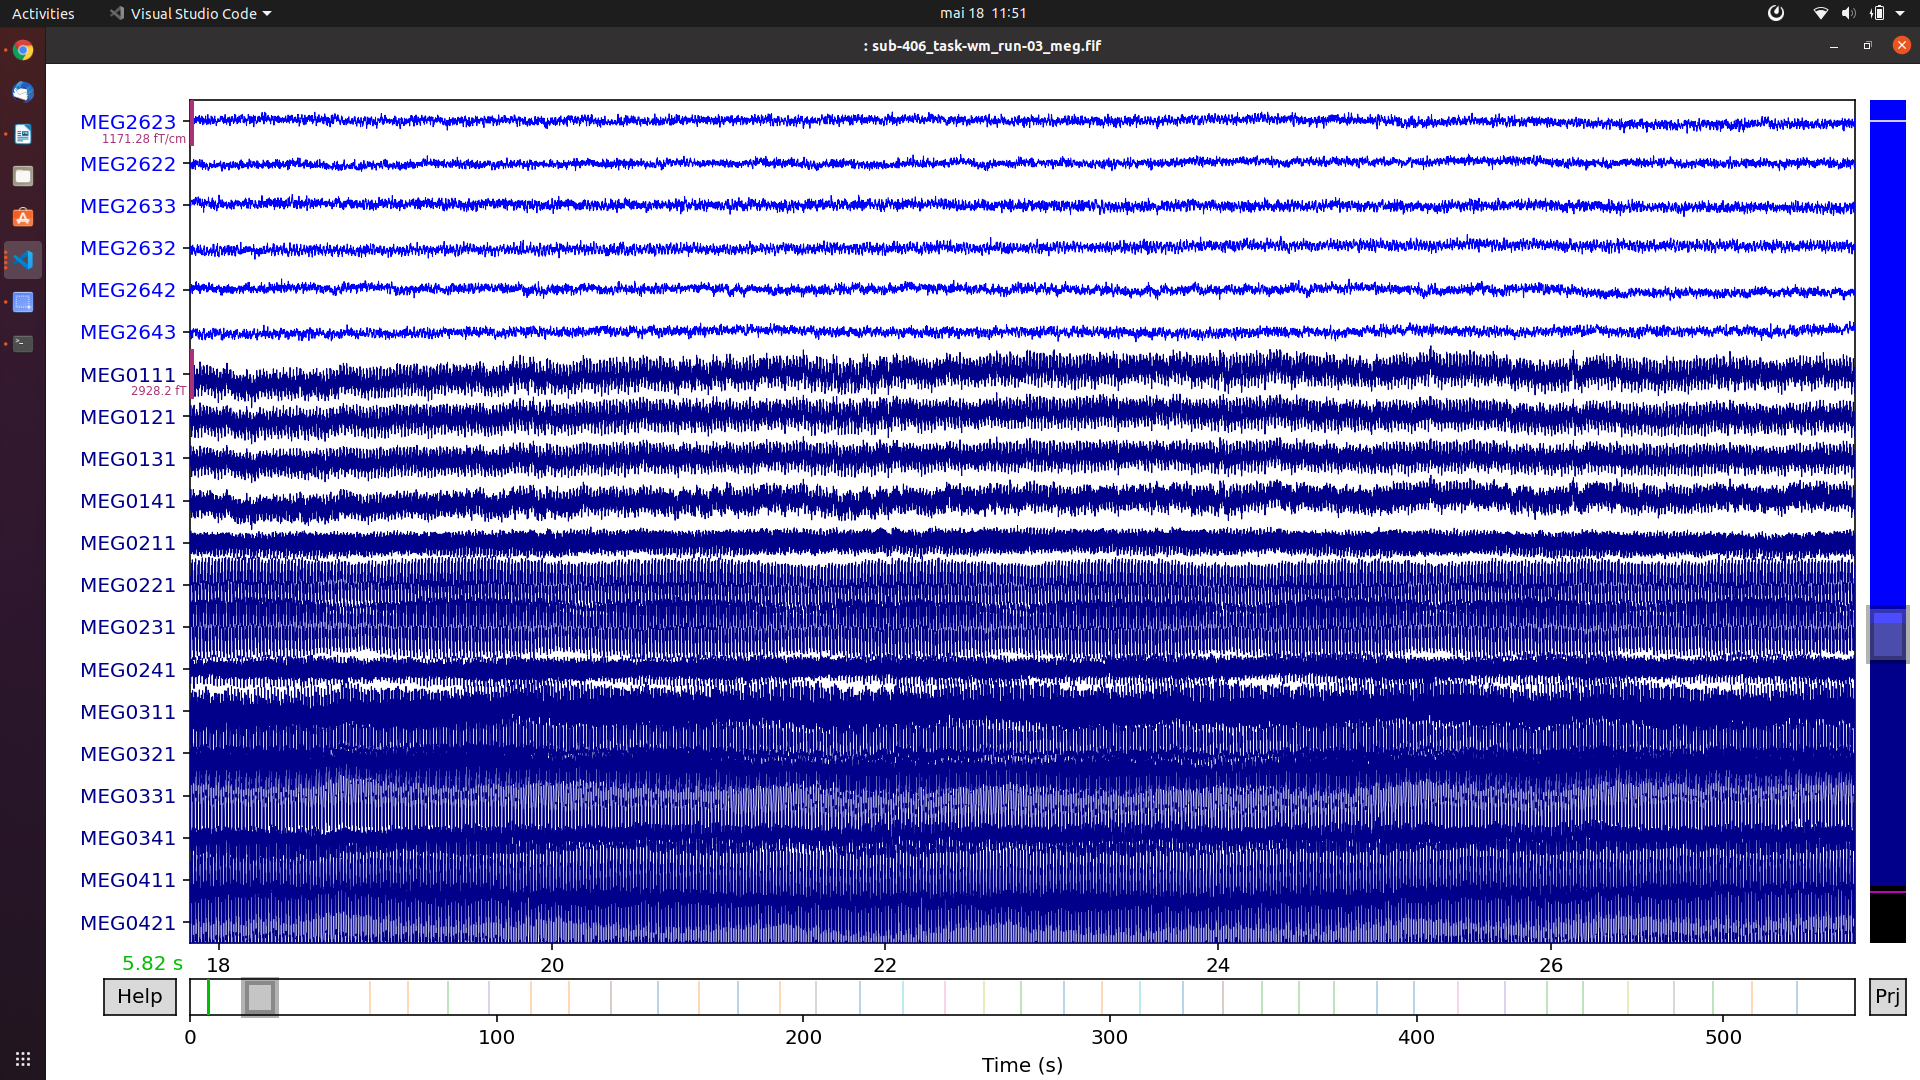 Activities
Visual Studio Code
mai 18 11:51
: sub-406_task-wm_run-03_meg.fif
MEG2623
1171.28 fT/cm
MEG2622
MEG2633
MEG2632
MEG2642
MEG2643
MEG0111
2928.2 fT
MEG0121
MEG0131
MEG0141
MEG0211
MEG0221
MEG0231
MEG0241
MEG0311
MEG0321
MEG0331
MEG0341
MEG0411
MEG0421
5.82 s
18 20 22 24 26
Help
Prj
0 100 200 300 400 500
Time (s)